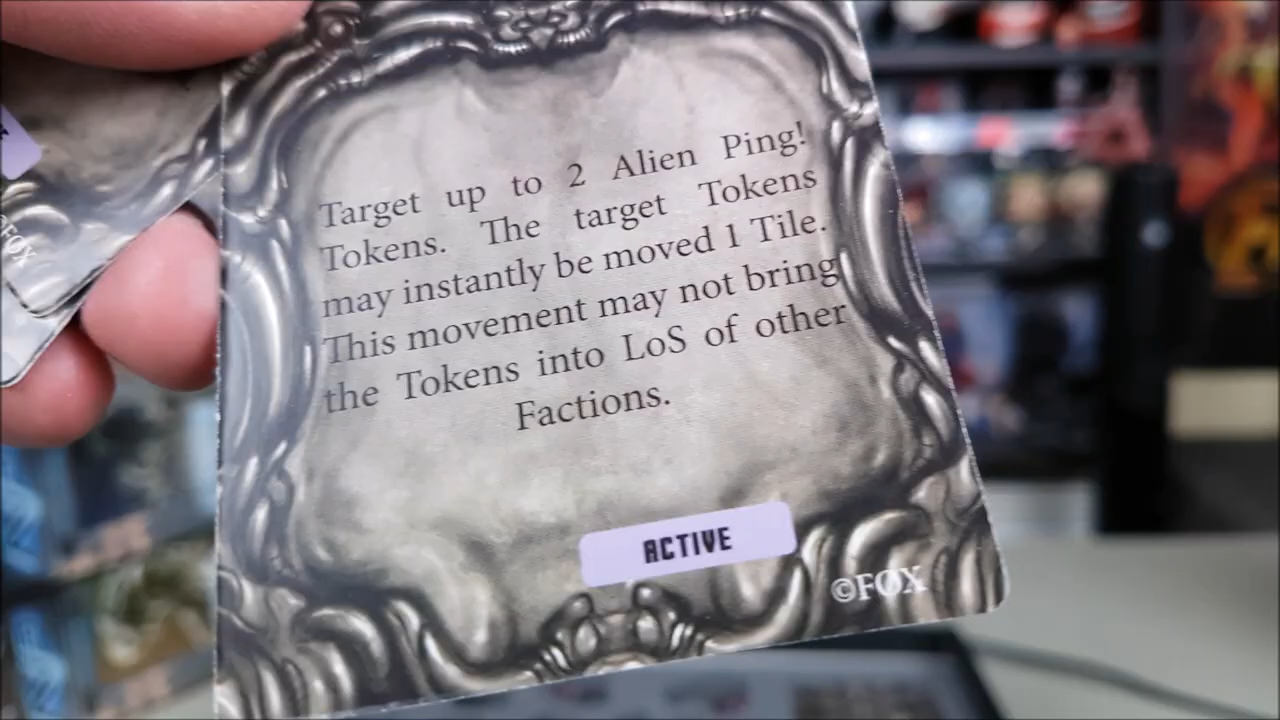 Target up to 2 Alien Ping!
Tokens. The target Tokens
may instantly be moved 1 Tile.
This movement may not bring
the Tokens into LoS of other
Factions.
ACTIVE
©FOX
FOX